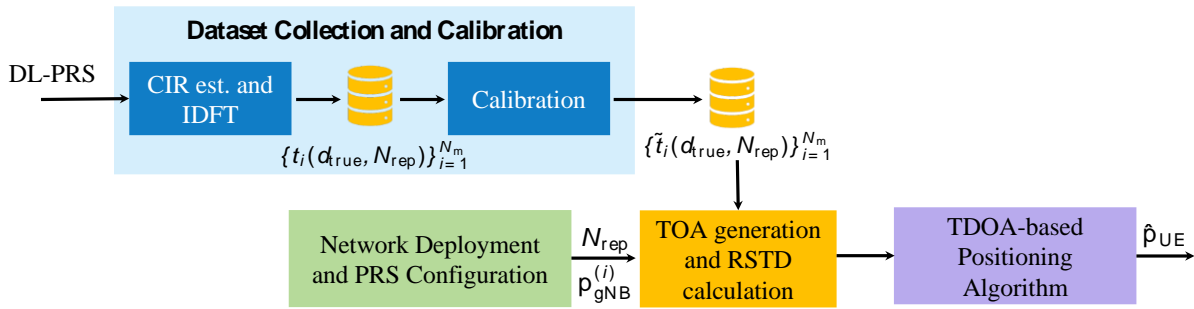 Dataset Collection and Calibration
DL-PRS
CIR est. and
IDFT
Calibration
{t_i(d_true, N_rep)}_{i=1}^{N_m}
{t̃_i(d_true, N_rep)}_{i=1}^{N_m}
Network Deployment
and PRS Configuration
N_rep
p_gNB^(i)
TOA generation
and RSTD
calculation
TDOA-based
Positioning
Algorithm
p̂_UE